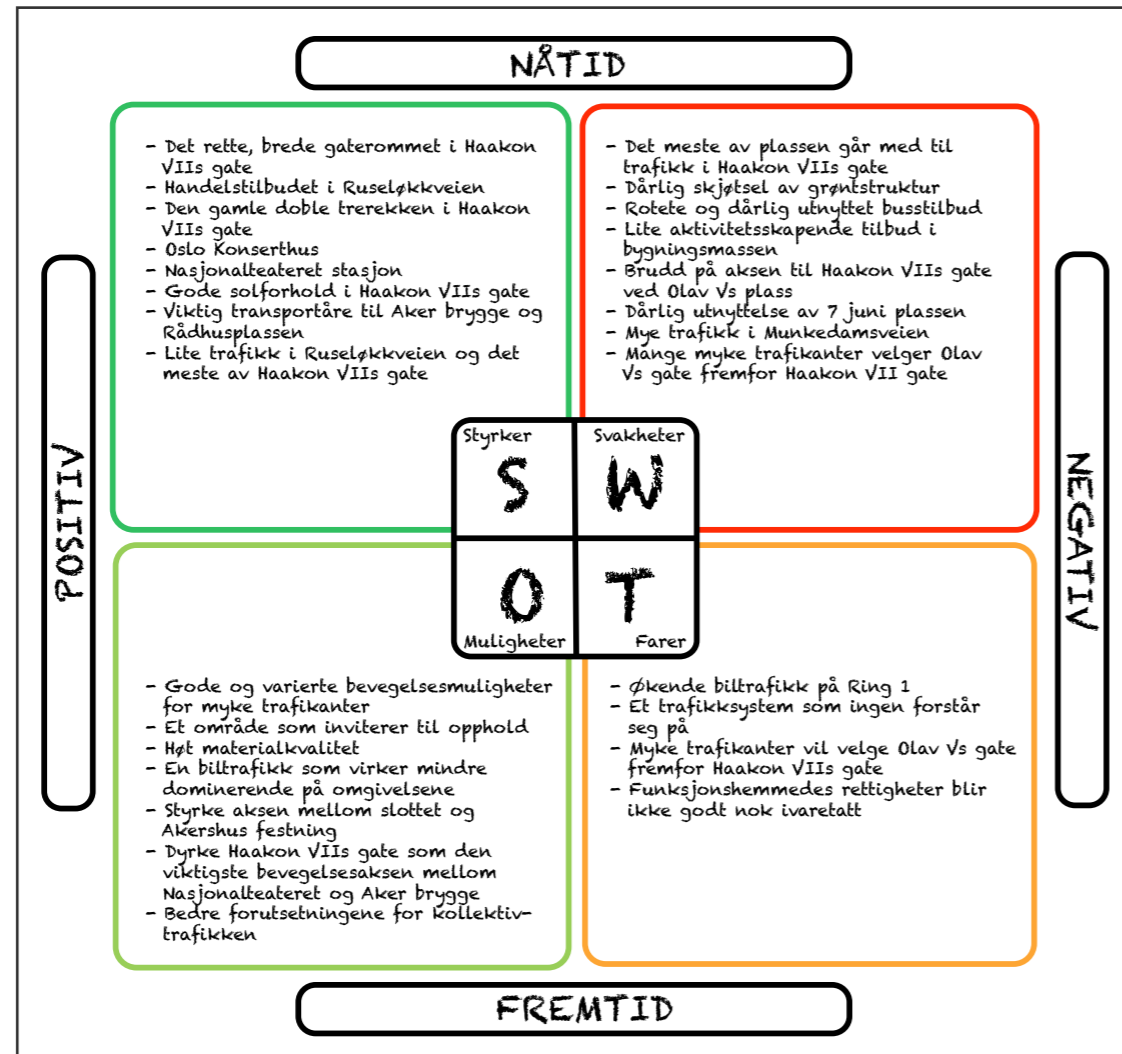 NÅTID
- Det rette, brede gaterommet i Haakon
VIIs gate
- Handelstilbudet i Ruseløkkveien
- Den gamle doble trerekken i Haakon
VIIs gate
- Oslo Konserthus
- Nasjonalteateret stasjon
- Gode solforhold i Haakon VIIs gate
- Viktig transportåre til Aker brygge og
Rådhusplassen
- Lite trafikk i Ruseløkkveien og det
meste av Haakon VIIs gate
- Det meste av plassen går med til
trafikk i Haakon VIIs gate
- Dårlig skjøtsel av grøntstruktur
- Rotete og dårlig utnyttet busstilbud
- Lite aktivitetsskapende tilbud i
bygningsmassen
- Brudd på aksen til Haakon VIIs gate
ved Olav Vs plass
- Dårlig utnyttelse av 7 juni plassen
- Mye trafikk i Munkedamsveien
- Mange myke trafikanter velger Olav
Vs gate fremfor Haakon VII gate
POSITIV
NEGATIV
Styrker
S
Svakheter
W
O
Muligheter
T
Farer
- Gode og varierte bevegelsesmuligheter
for myke trafikanter
- Et område som inviterer til opphold
- Høt materialkvalitet
- En biltrafikk som virker mindre
dominerende på omgivelsene
- Styrke aksen mellom slottet og
Akershus festning
- Dyrke Haakon VIIs gate som den
viktigste bevegelsesaksen mellom
Nasjonalteateret og Aker brygge
- Bedre forutsetningene for kollektiv-
trafikken
- Økende biltrafikk på Ring 1
- Et trafikksystem som ingen forstår
seg på
- Myke trafikanter vil velge Olav Vs gate
fremfor Haakon VIIs gate
- Funksjonshemmedes rettigheter blir
ikke godt nok ivaretatt
FREMTID